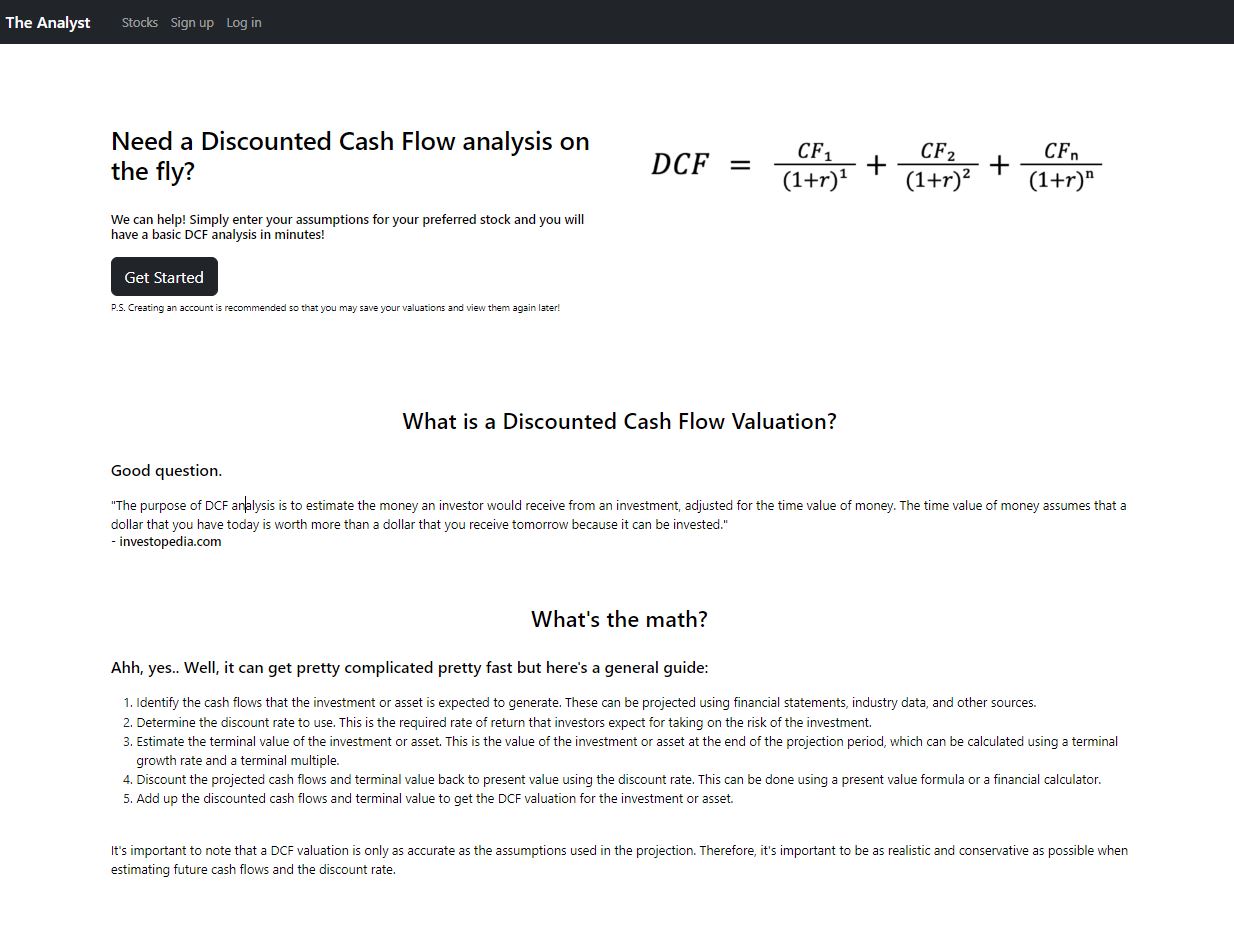 The Analyst Stocks Sign up Log in
Need a Discounted Cash Flow analysis on
the fly?
We can help! Simply enter your assumptions for your preferred stock and you will
have a basic DCF analysis in minutes!
Get Started
P.S. Creating an account is recommended so that you may save your valuations and view them again later!
DCF = CF₁/(1+r)¹ + CF₂/(1+r)² + CFₙ/(1+r)ⁿ
What is a Discounted Cash Flow Valuation?
Good question.
"The purpose of DCF analysis is to estimate the money an investor would receive from an investment, adjusted for the time value of money. The time value of money assumes that a
dollar that you have today is worth more than a dollar that you receive tomorrow because it can be invested."
- investopedia.com
What's the math?
Ahh, yes.. Well, it can get pretty complicated pretty fast but here's a general guide:
1. Identify the cash flows that the investment or asset is expected to generate. These can be projected using financial statements, industry data, and other sources.
2. Determine the discount rate to use. This is the required rate of return that investors expect for taking on the risk of the investment.
3. Estimate the terminal value of the investment or asset. This is the value of the investment or asset at the end of the projection period, which can be calculated using a terminal
growth rate and a terminal multiple.
4. Discount the projected cash flows and terminal value back to present value using the discount rate. This can be done using a present value formula or a financial calculator.
5. Add up the discounted cash flows and terminal value to get the DCF valuation for the investment or asset.
It's important to note that a DCF valuation is only as accurate as the assumptions used in the projection. Therefore, it's important to be as realistic and conservative as possible when
estimating future cash flows and the discount rate.